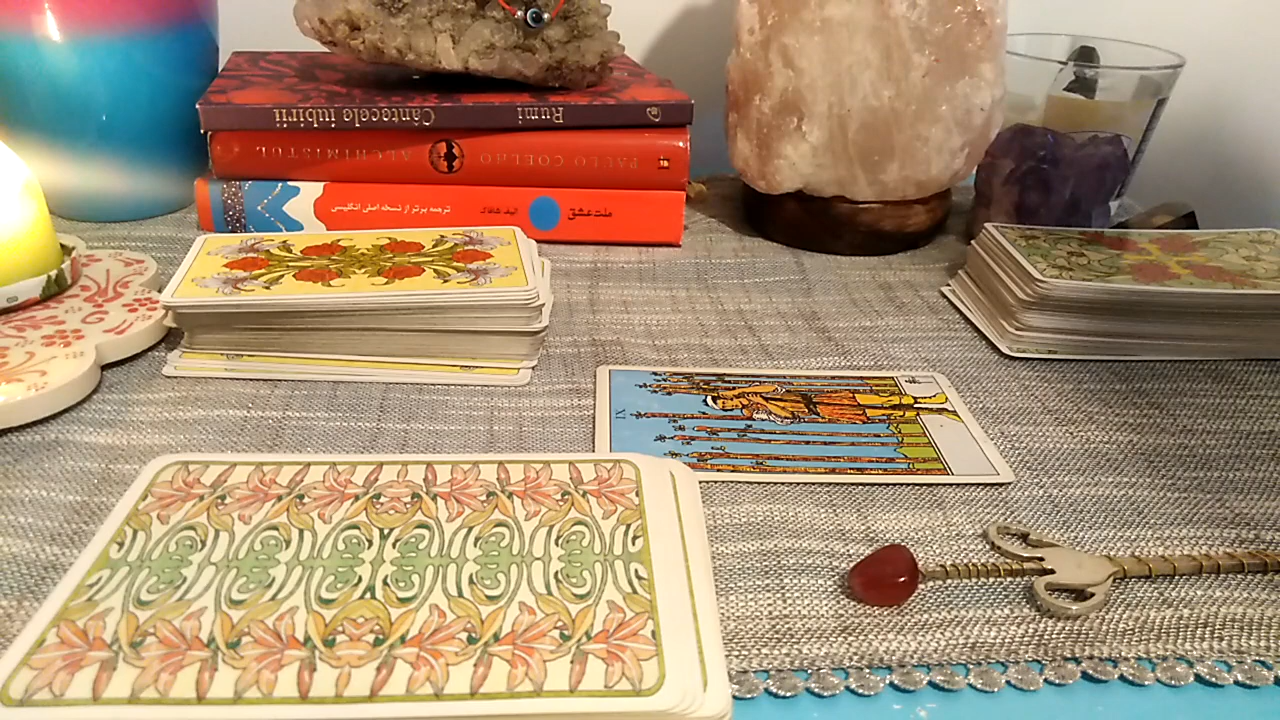 Rumi Cântecele iubirii
PAULO COELHO ALCHIMISTUL
ملت عشق الیف شافاک ترجمه برتر از نسخه اصلی انگلیسی
IX